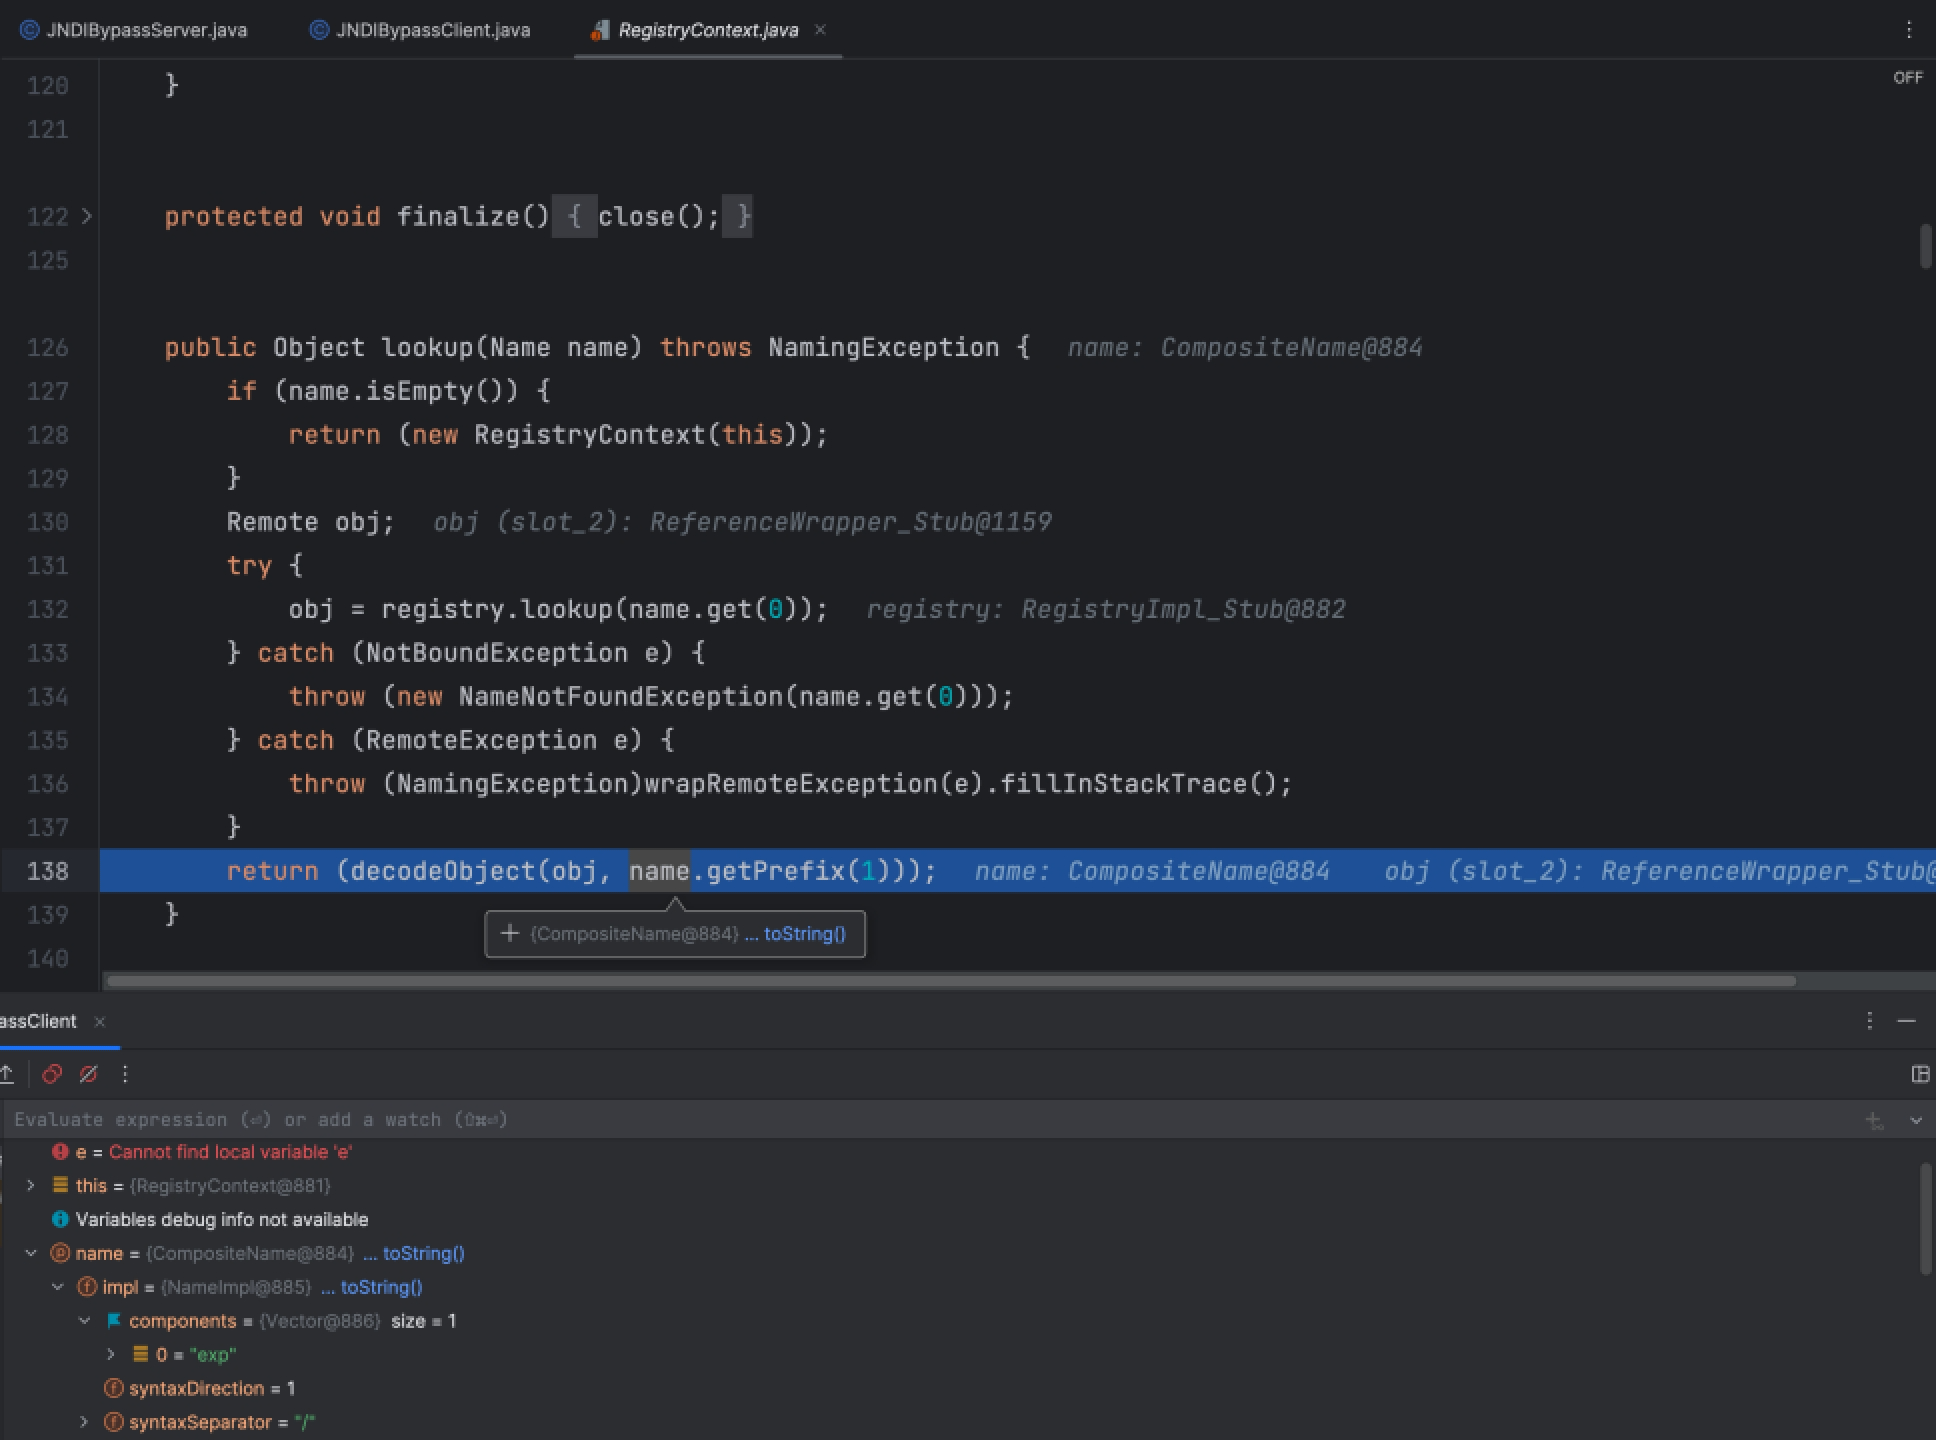 JNDIBypassServer.java JNDIBypassClient.java RegistryContext.java
OFF
120 }
121
122 protected void finalize() { close(); }
125
126 public Object lookup(Name name) throws NamingException { name: CompositeName@884
127 if (name.isEmpty()) {
128 return (new RegistryContext(this));
129 }
130 Remote obj; obj (slot_2): ReferenceWrapper_Stub@1159
131 try {
132 obj = registry.lookup(name.get(0)); registry: RegistryImpl_Stub@882
133 } catch (NotBoundException e) {
134 throw (new NameNotFoundException(name.get(0)));
135 } catch (RemoteException e) {
136 throw (NamingException)wrapRemoteException(e).fillInStackTrace();
137 }
138 return (decodeObject(obj, name.getPrefix(1))); name: CompositeName@884 obj (slot_2): ReferenceWrapper_Stub@
139 }
+ {CompositeName@884} ... toString()
140
assClient
Evaluate expression (⏎) or add a watch (⇧⌘⏎)
e = Cannot find local variable 'e'
this = {RegistryContext@881}
Variables debug info not available
name = {CompositeName@884} ... toString()
impl = {NameImpl@885} ... toString()
components = {Vector@886} size = 1
0 = "exp"
syntaxDirection = 1
syntaxSeparator = "/"